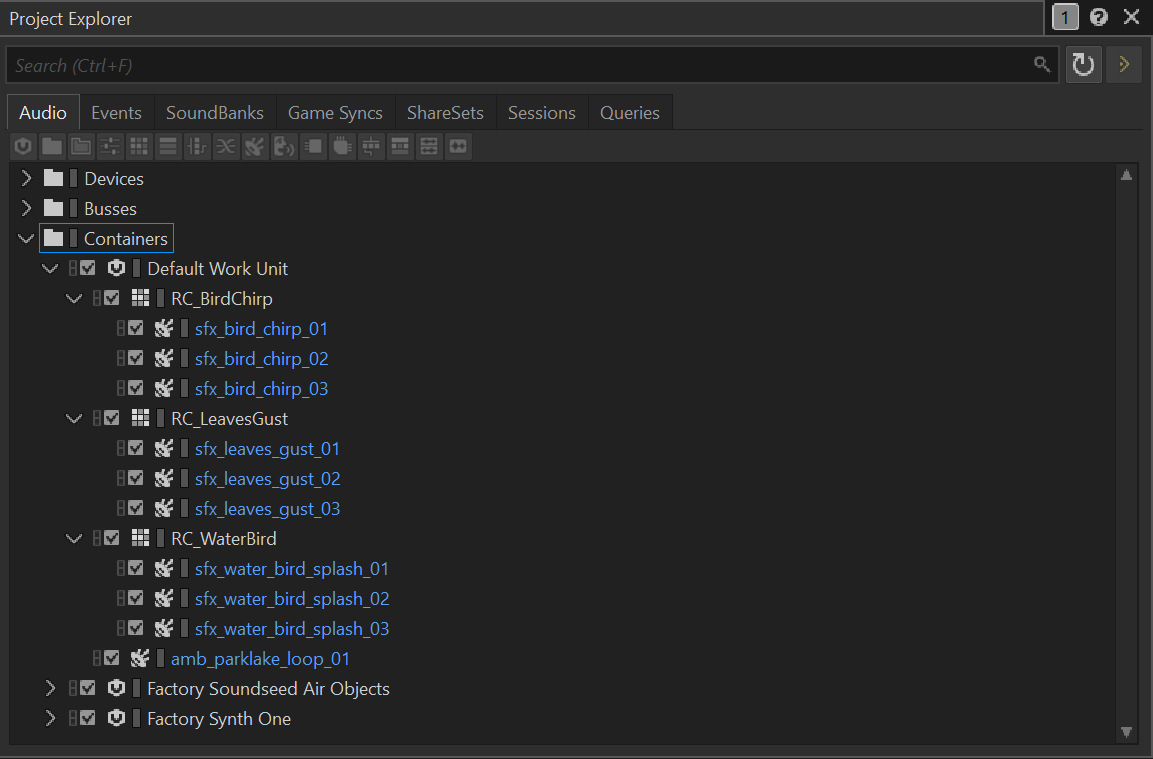 Project Explorer
1
Search (Ctrl+F)
Audio Events SoundBanks Game Syncs ShareSets Sessions Queries
Devices
Busses
Containers
Default Work Unit
RC_BirdChirp
sfx_bird_chirp_01
sfx_bird_chirp_02
sfx_bird_chirp_03
RC_LeavesGust
sfx_leaves_gust_01
sfx_leaves_gust_02
sfx_leaves_gust_03
RC_WaterBird
sfx_water_bird_splash_01
sfx_water_bird_splash_02
sfx_water_bird_splash_03
amb_parklake_loop_01
Factory Soundseed Air Objects
Factory Synth One